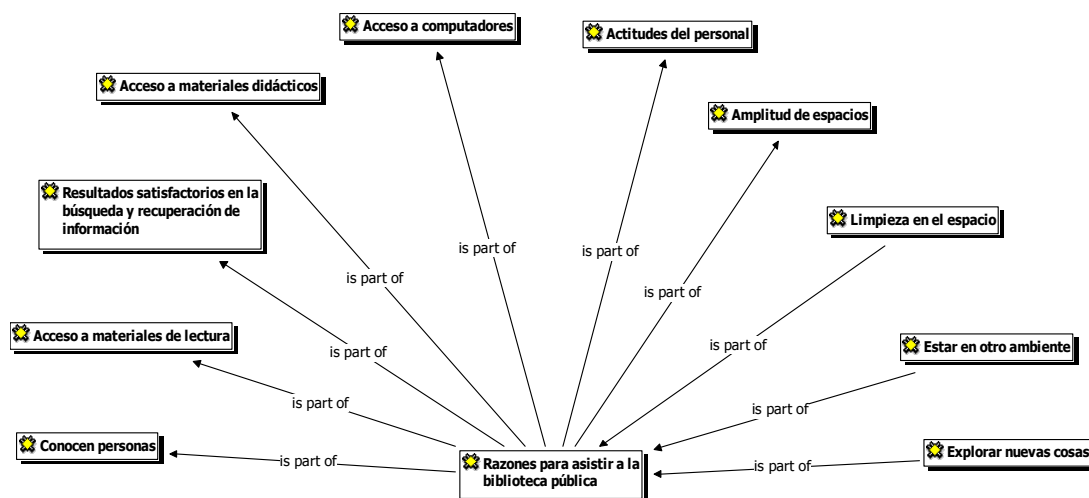 Acceso a computadores
Actitudes del personal
Acceso a materiales didácticos
Amplitud de espacios
Resultados satisfactorios en la
búsqueda y recuperación de
información
Limpieza en el espacio
is part of
is part of
is part of
is part of
Acceso a materiales de lectura
Estar en otro ambiente
is part of
is part of
is part of
is part of
Conocen personas
is part of
Razones para asistir a la
biblioteca pública
is part of
Explorar nuevas cosas